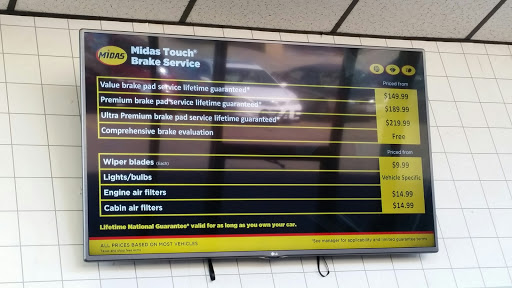 MIDAS
Midas Touch®
Brake Service
Priced from
Value brake pad service lifetime guaranteed* $149.99
Premium brake pad service lifetime guaranteed* $189.99
Ultra Premium brake pad service lifetime guaranteed* $219.99
Comprehensive brake evaluation Free
Priced from
Wiper blades (Each) $9.99
Lights/bulbs Vehicle Specific
Engine air filters $14.99
Cabin air filters $14.99
Lifetime National Guarantee* valid for as long as you own your car.
ALL PRICES BASED ON MOST VEHICLES
*See manager for applicability and limited guarantee terms.
LG